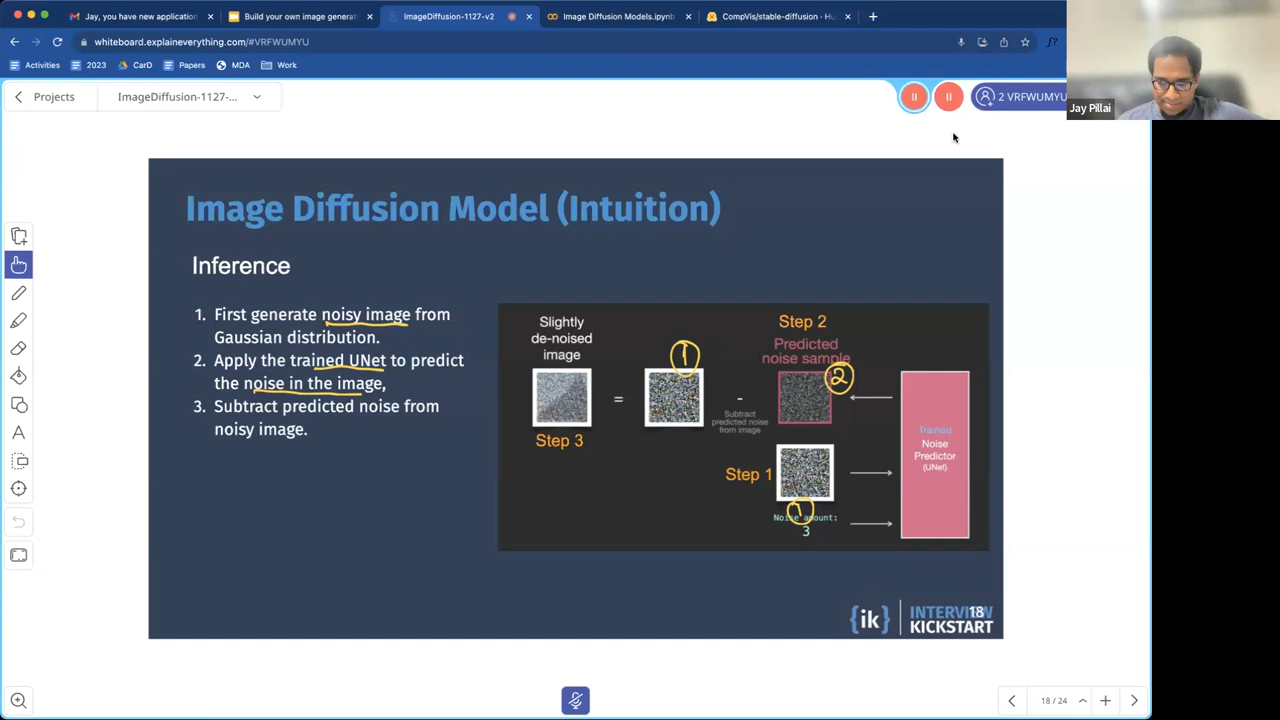 Jay, you have new application
Build your own image generat
ImageDiffusion-1127-v2
Image Diffusion Models.ipynb
CompVis/stable-diffusion · Hu
whiteboard.explaineverything.com/#VRFWUMYU
Activities
2023
CarD
Papers
MDA
Work
Projects
ImageDiffusion-1127-...
2 VRFWUMYU
Jay Pillai
Image Diffusion Model (Intuition)
Inference
1. First generate noisy image from
Gaussian distribution.
2. Apply the trained UNet to predict
the noise in the image,
3. Subtract predicted noise from
noisy image.
Slightly
de-noised
image
=
Step 3
1
-
Subtract
predicted noise
from image
Step 2
Predicted
noise sample
2
Step 1
1
Noise amount:
3
Trained
Noise
Predictor
(UNet)
{ik} INTERVIEW
KICKSTART
18
18 / 24